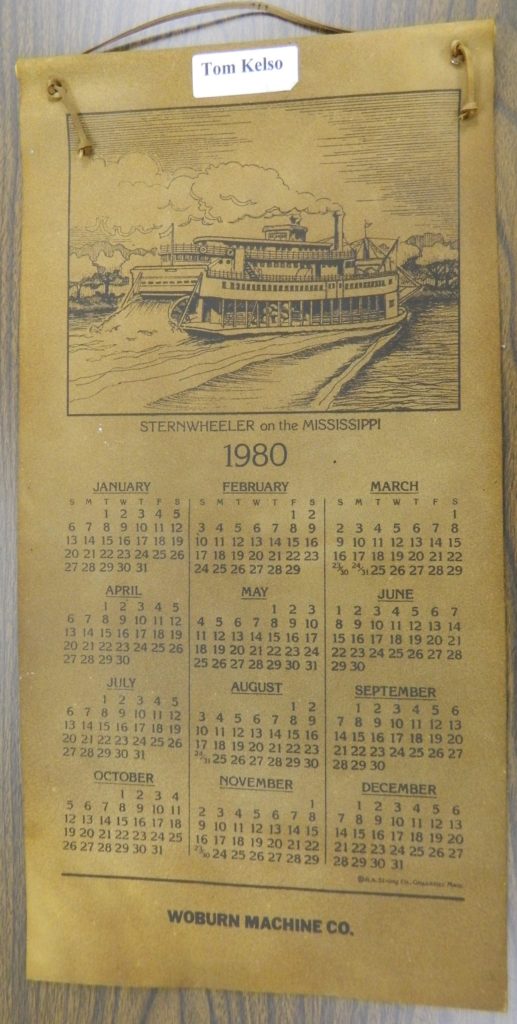 Tom Kelso
STERNWHEELER on the MISSISSIPPI
1980
JANUARY
S M T W T F S
1 2 3 4 5
6 7 8 9 10 11 12
13 14 15 16 17 18 19
20 21 22 23 24 25 26
27 28 29 30 31
FEBRUARY
S M T W T F S
1 2
3 4 5 6 7 8 9
10 11 12 13 14 15 16
17 18 19 20 21 22 23
24 25 26 27 28 29
MARCH
S M T W T F S
1
2 3 4 5 6 7 8
9 10 11 12 13 14 15
16 17 18 19 20 21 22
23/30 24/31 25 26 27 28 29
APRIL
1 2 3 4 5
6 7 8 9 10 11 12
13 14 15 16 17 18 19
20 21 22 23 24 25 26
27 28 29 30
MAY
1 2 3
4 5 6 7 8 9 10
11 12 13 14 15 16 17
18 19 20 21 22 23 24
25 26 27 28 29 30 31
JUNE
1 2 3 4 5 6 7
8 9 10 11 12 13 14
15 16 17 18 19 20 21
22 23 24 25 26 27 28
29 30
JULY
1 2 3 4 5
6 7 8 9 10 11 12
13 14 15 16 17 18 19
20 21 22 23 24 25 26
27 28 29 30 31
AUGUST
1 2
3 4 5 6 7 8 9
10 11 12 13 14 15 16
17 18 19 20 21 22 23
24/31 25 26 27 28 29 30
SEPTEMBER
1 2 3 4 5 6
7 8 9 10 11 12 13
14 15 16 17 18 19 20
21 22 23 24 25 26 27
28 29 30
OCTOBER
1 2 3 4
5 6 7 8 9 10 11
12 13 14 15 16 17 18
19 20 21 22 23 24 25
26 27 28 29 30 31
NOVEMBER
1
2 3 4 5 6 7 8
9 10 11 12 13 14 15
16 17 18 19 20 21 22
23/30 24 25 26 27 28 29
DECEMBER
1 2 3 4 5 6
7 8 9 10 11 12 13
14 15 16 17 18 19 20
21 22 23 24 25 26 27
28 29 30 31
WOBURN MACHINE CO.